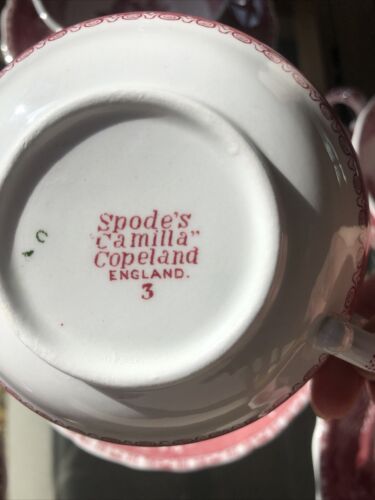 Spode's
"Camilla"
Copeland
ENGLAND.
3